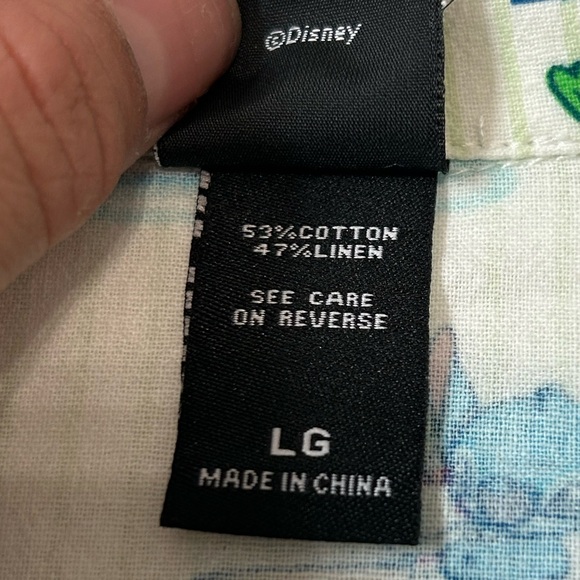 ©Disney
53%COTTON
47%LINEN
SEE CARE
ON REVERSE
LG
MADE IN CHINA